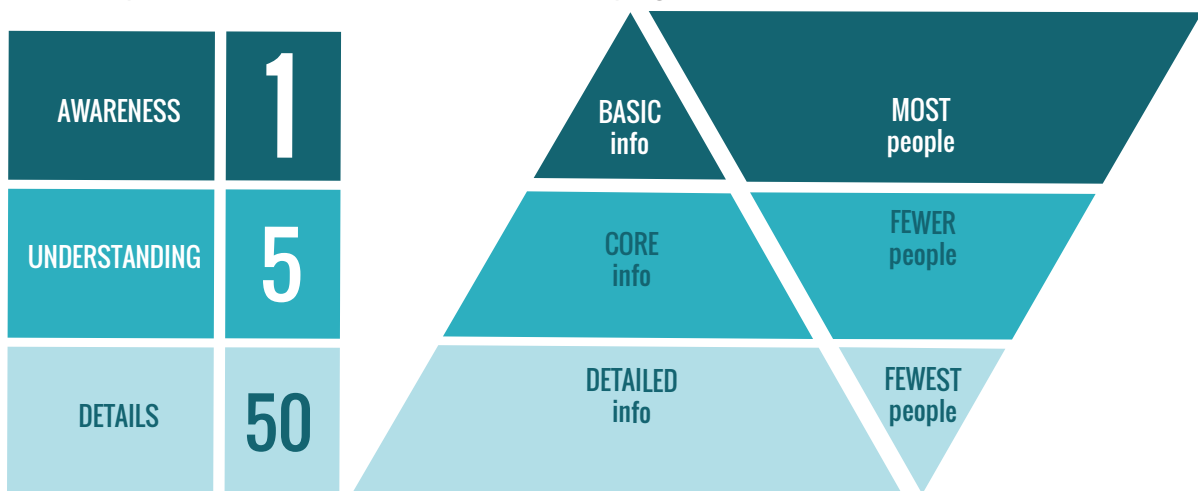 AWARENESS
1
BASIC
info
MOST
people
UNDERSTANDING
5
CORE
info
FEWER
people
DETAILS
50
DETAILED
info
FEWEST
people